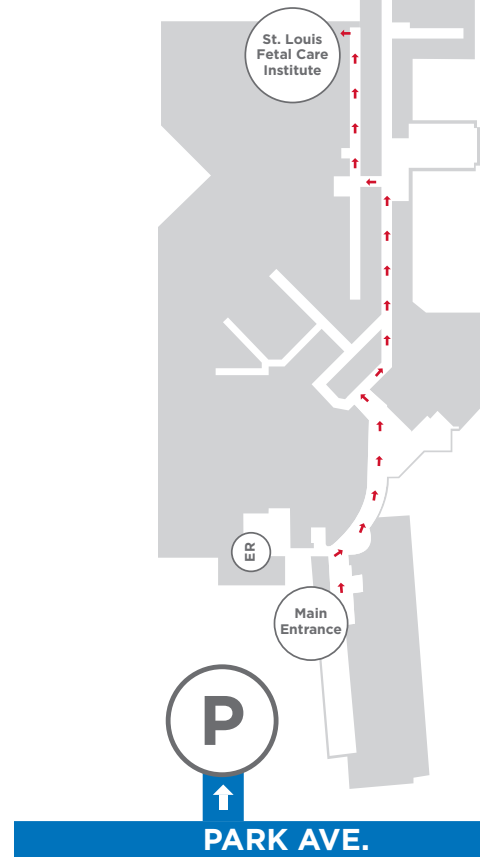 St. Louis
Fetal Care
Institute
ER
Main
Entrance
P
PARK AVE.